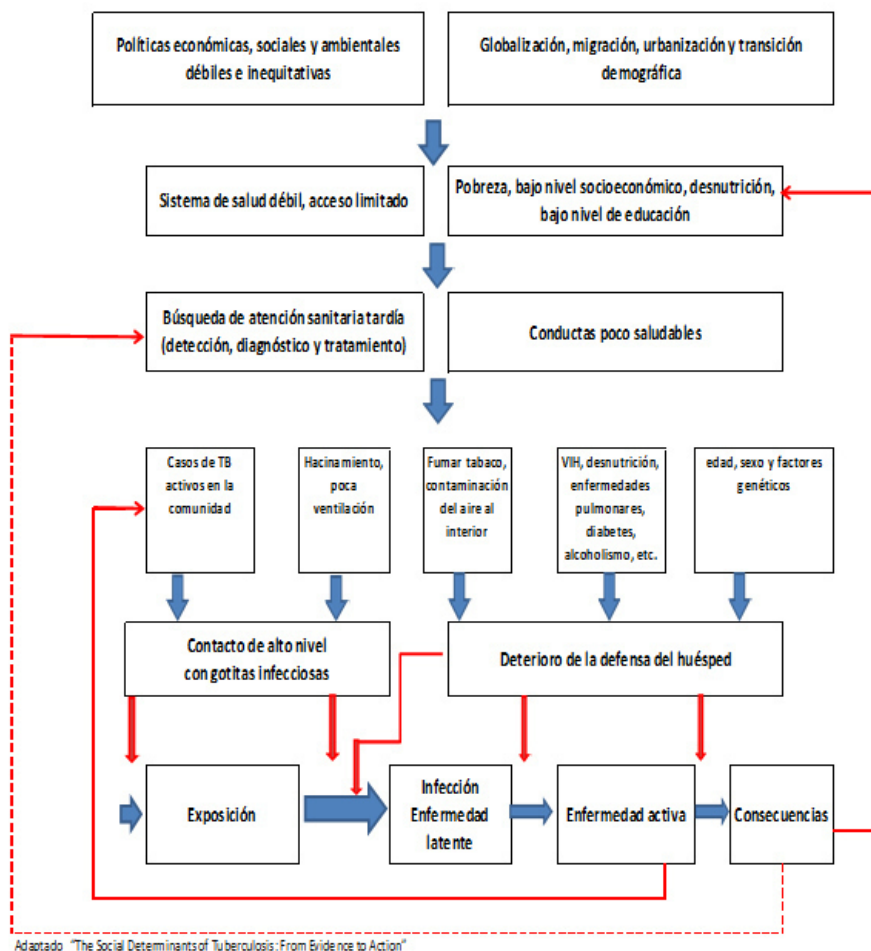 Políticas económicas, sociales y ambientales
débiles e inequitativas
Globalización, migración, urbanización y transición
demográfica
Sistema de salud débil, acceso limitado
Pobreza, bajo nivel socioeconómico, desnutrición,
bajo nivel de educación
Búsqueda de atención sanitaria tardía
(detección, diagnóstico y tratamiento)
Conductas poco saludables
Casos de TB
activos en la
comunidad
Hacinamiento,
poca
ventilación
Fumar tabaco,
contaminación
del aire al
interior
VIH, desnutrición,
enfermedades
pulmonares,
diabetes,
alcoholismo, etc.
edad, sexo y factores
genéticos
Contacto de alto nivel
con gotitas infecciosas
Deterioro de la defensa del huésped
Exposición
Infección
Enfermedad
latente
Enfermedad activa
Consecuencias
Adaptado "The Social Determinants of Tuberculosis: From Evidence to Action"